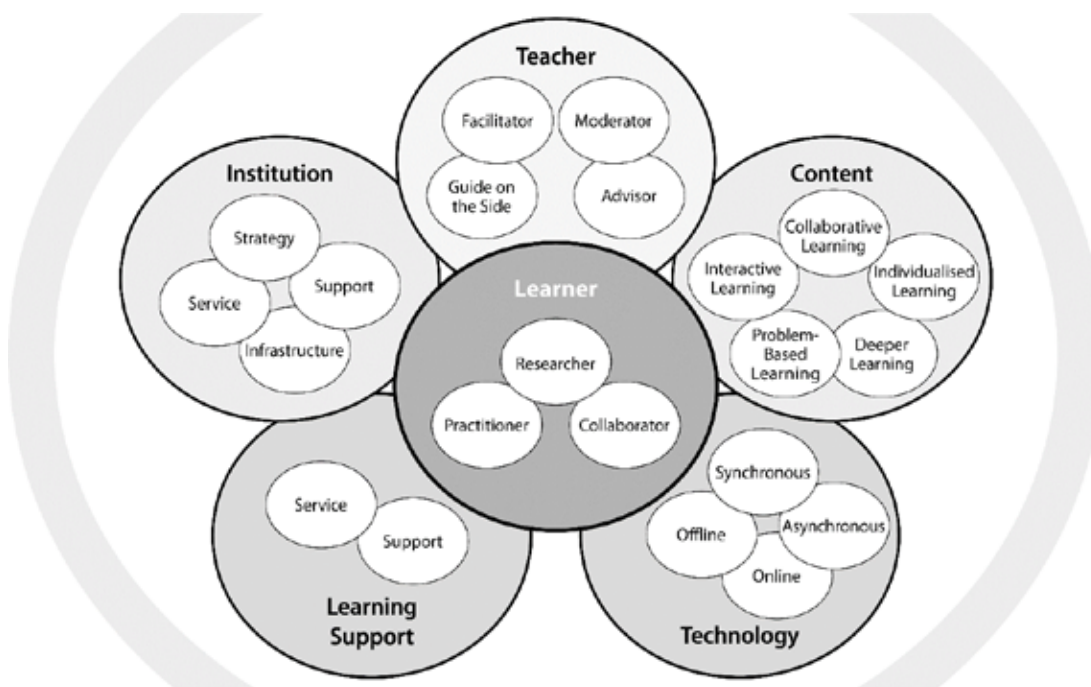 Teacher
Facilitator
Moderator
Guide on
the Side
Advisor
Institution
Strategy
Service
Support
Infrastructure
Content
Collaborative
Learning
Interactive
Learning
Individualised
Learning
Problem-
Based
Learning
Deeper
Learning
Learner
Researcher
Practitioner
Collaborator
Service
Support
Learning
Support
Synchronous
Offline
Asynchronous
Online
Technology